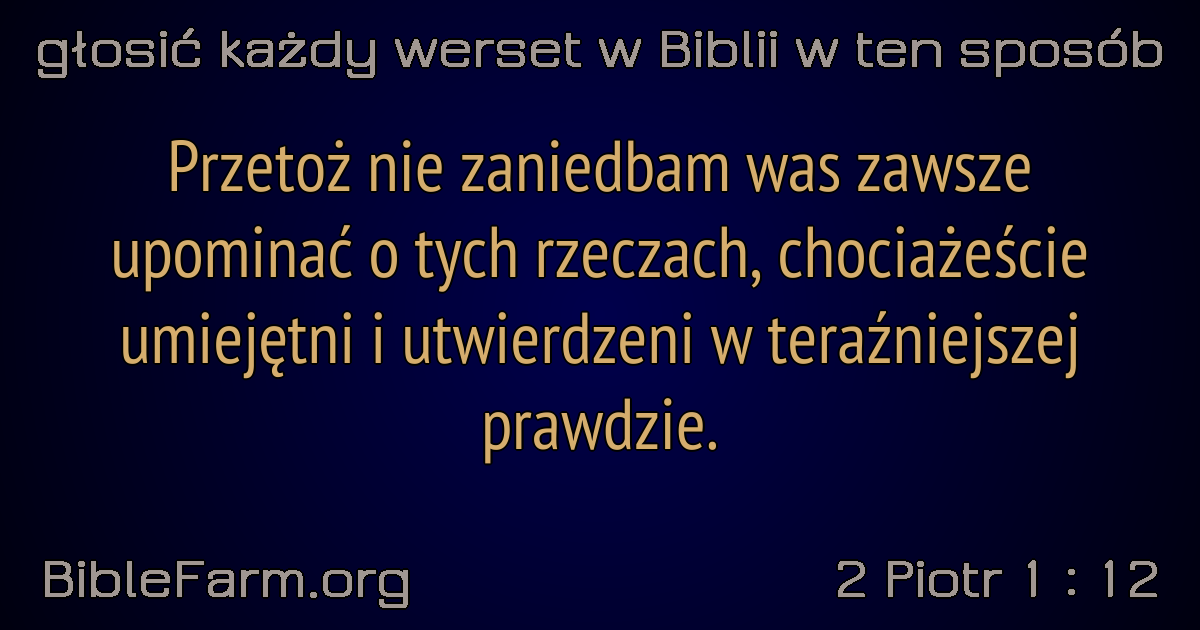 głosić każdy werset w Biblii w ten sposób
Przetoż nie zaniedbam was zawsze
upominać o tych rzeczach, chociażeście
umiejętni i utwierdzeni w teraźniejszej
prawdzie.
BibleFarm.org
2 Piotr 1 : 12